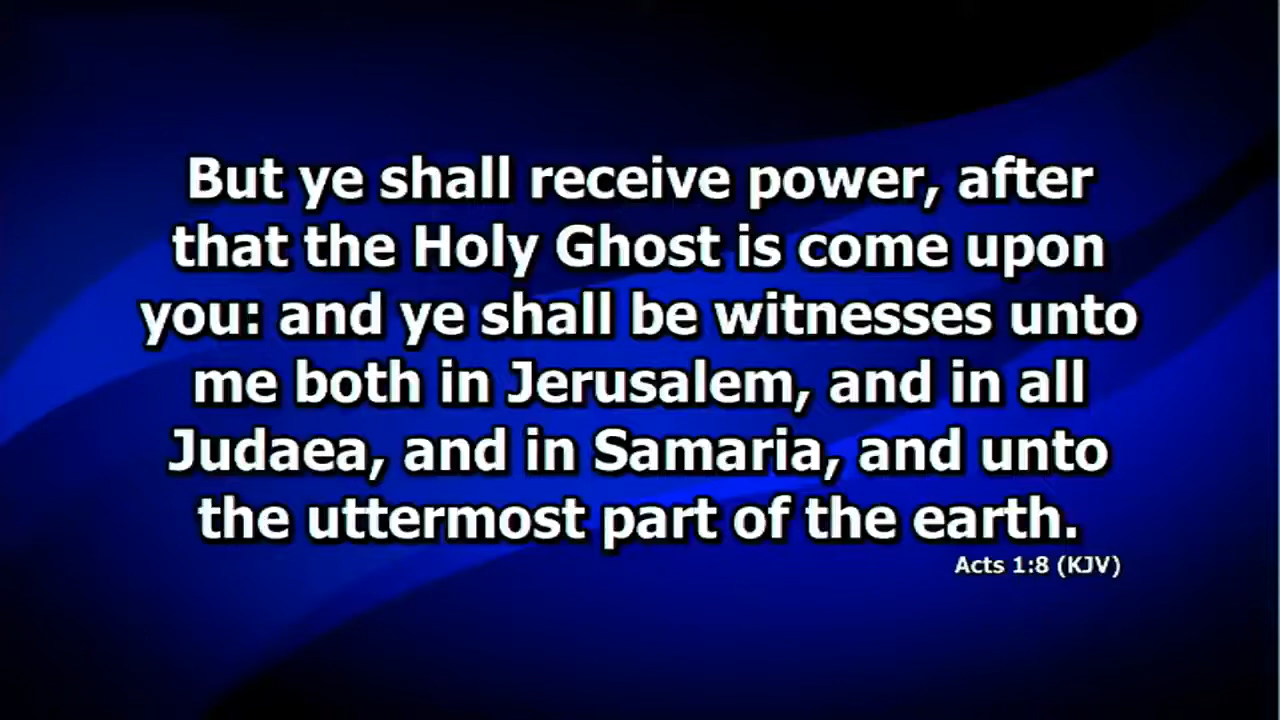 But ye shall receive power, after
that the Holy Ghost is come upon
you: and ye shall be witnesses unto
me both in Jerusalem, and in all
Judaea, and in Samaria, and unto
the uttermost part of the earth.
Acts 1:8 (KJV)